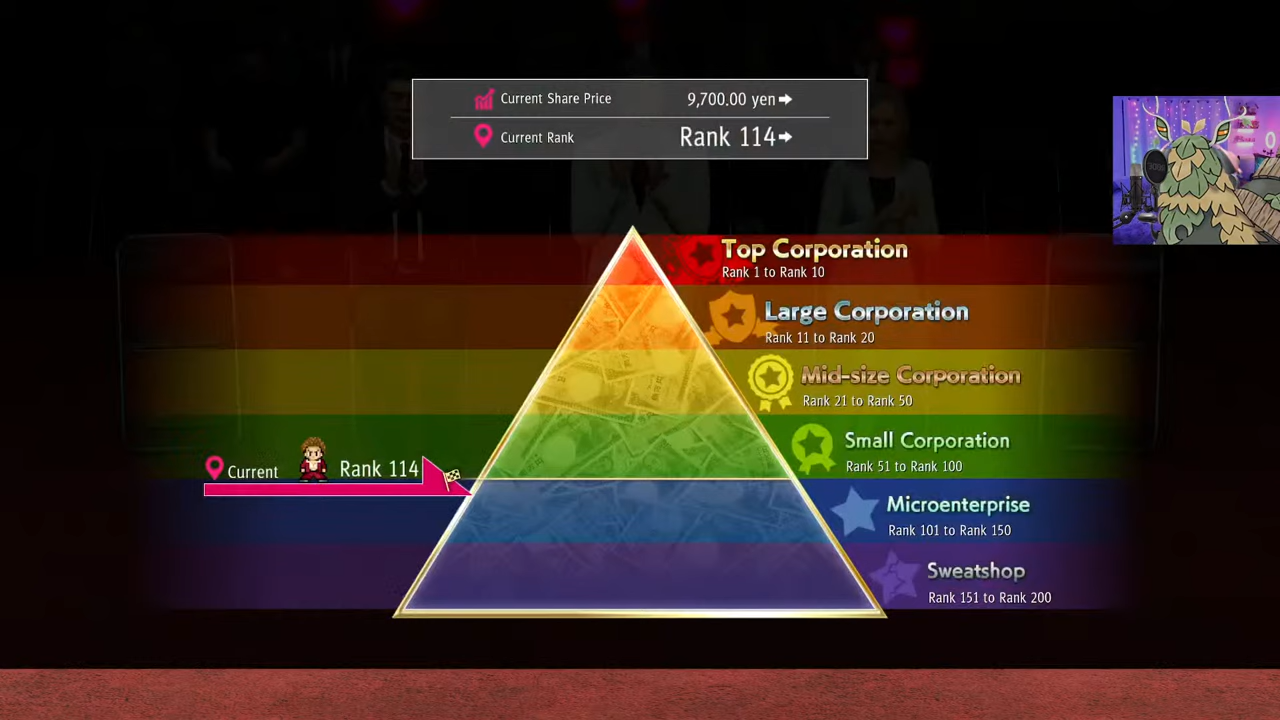 Current Share Price 9,700.00 yen
Current Rank Rank 114
Top Corporation
Rank 1 to Rank 10
Large Corporation
Rank 11 to Rank 20
Mid-size Corporation
Rank 21 to Rank 50
Small Corporation
Rank 51 to Rank 100
Current Rank 114
Microenterprise
Rank 101 to Rank 150
Sweatshop
Rank 151 to Rank 200